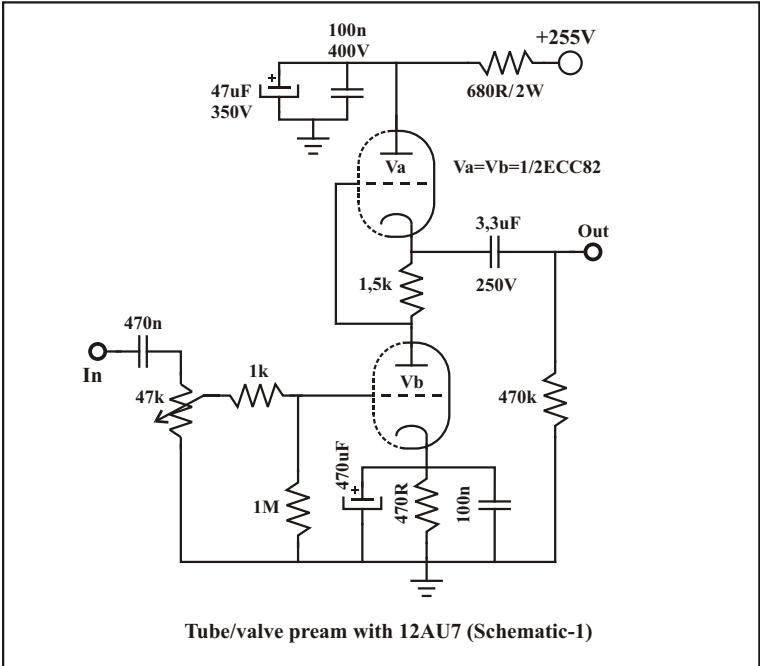 100n
400V
+255V
+
47uF
350V
680R/2W
Va
Va=Vb=1/2ECC82
3,3uF
250V
Out
1,5k
470n
In
47k
1k
Vb
470k
1M
470uF
+
470R
100n
Tube/valve pream with 12AU7 (Schematic-1)